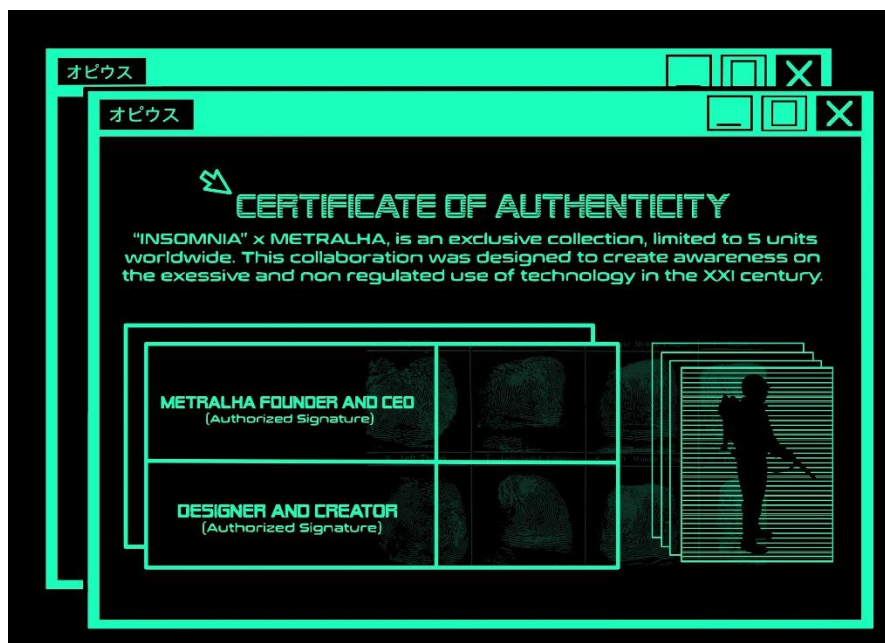 オピウス
オピウス
CERTIFICATE OF AUTHENTICITY
"INSOMNIA" x METRALHA, is an exclusive collection, limited to 5 units
worldwide. This collaboration was designed to create awareness on
the exessive and non regulated use of technology in the XXI century.
METRALHA FOUNDER AND CEO
(Authorized Signature)
DESIGNER AND CREATOR
(Authorized Signature)